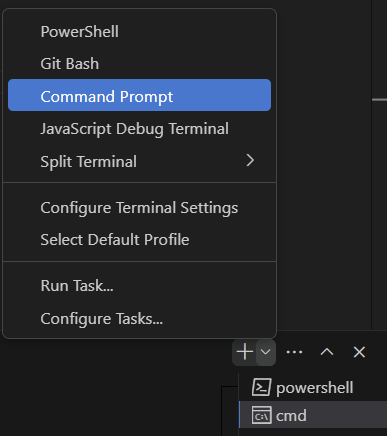 PowerShell
Git Bash
Command Prompt
JavaScript Debug Terminal
Split Terminal
Configure Terminal Settings
Select Default Profile
Run Task...
Configure Tasks...
powershell
cmd